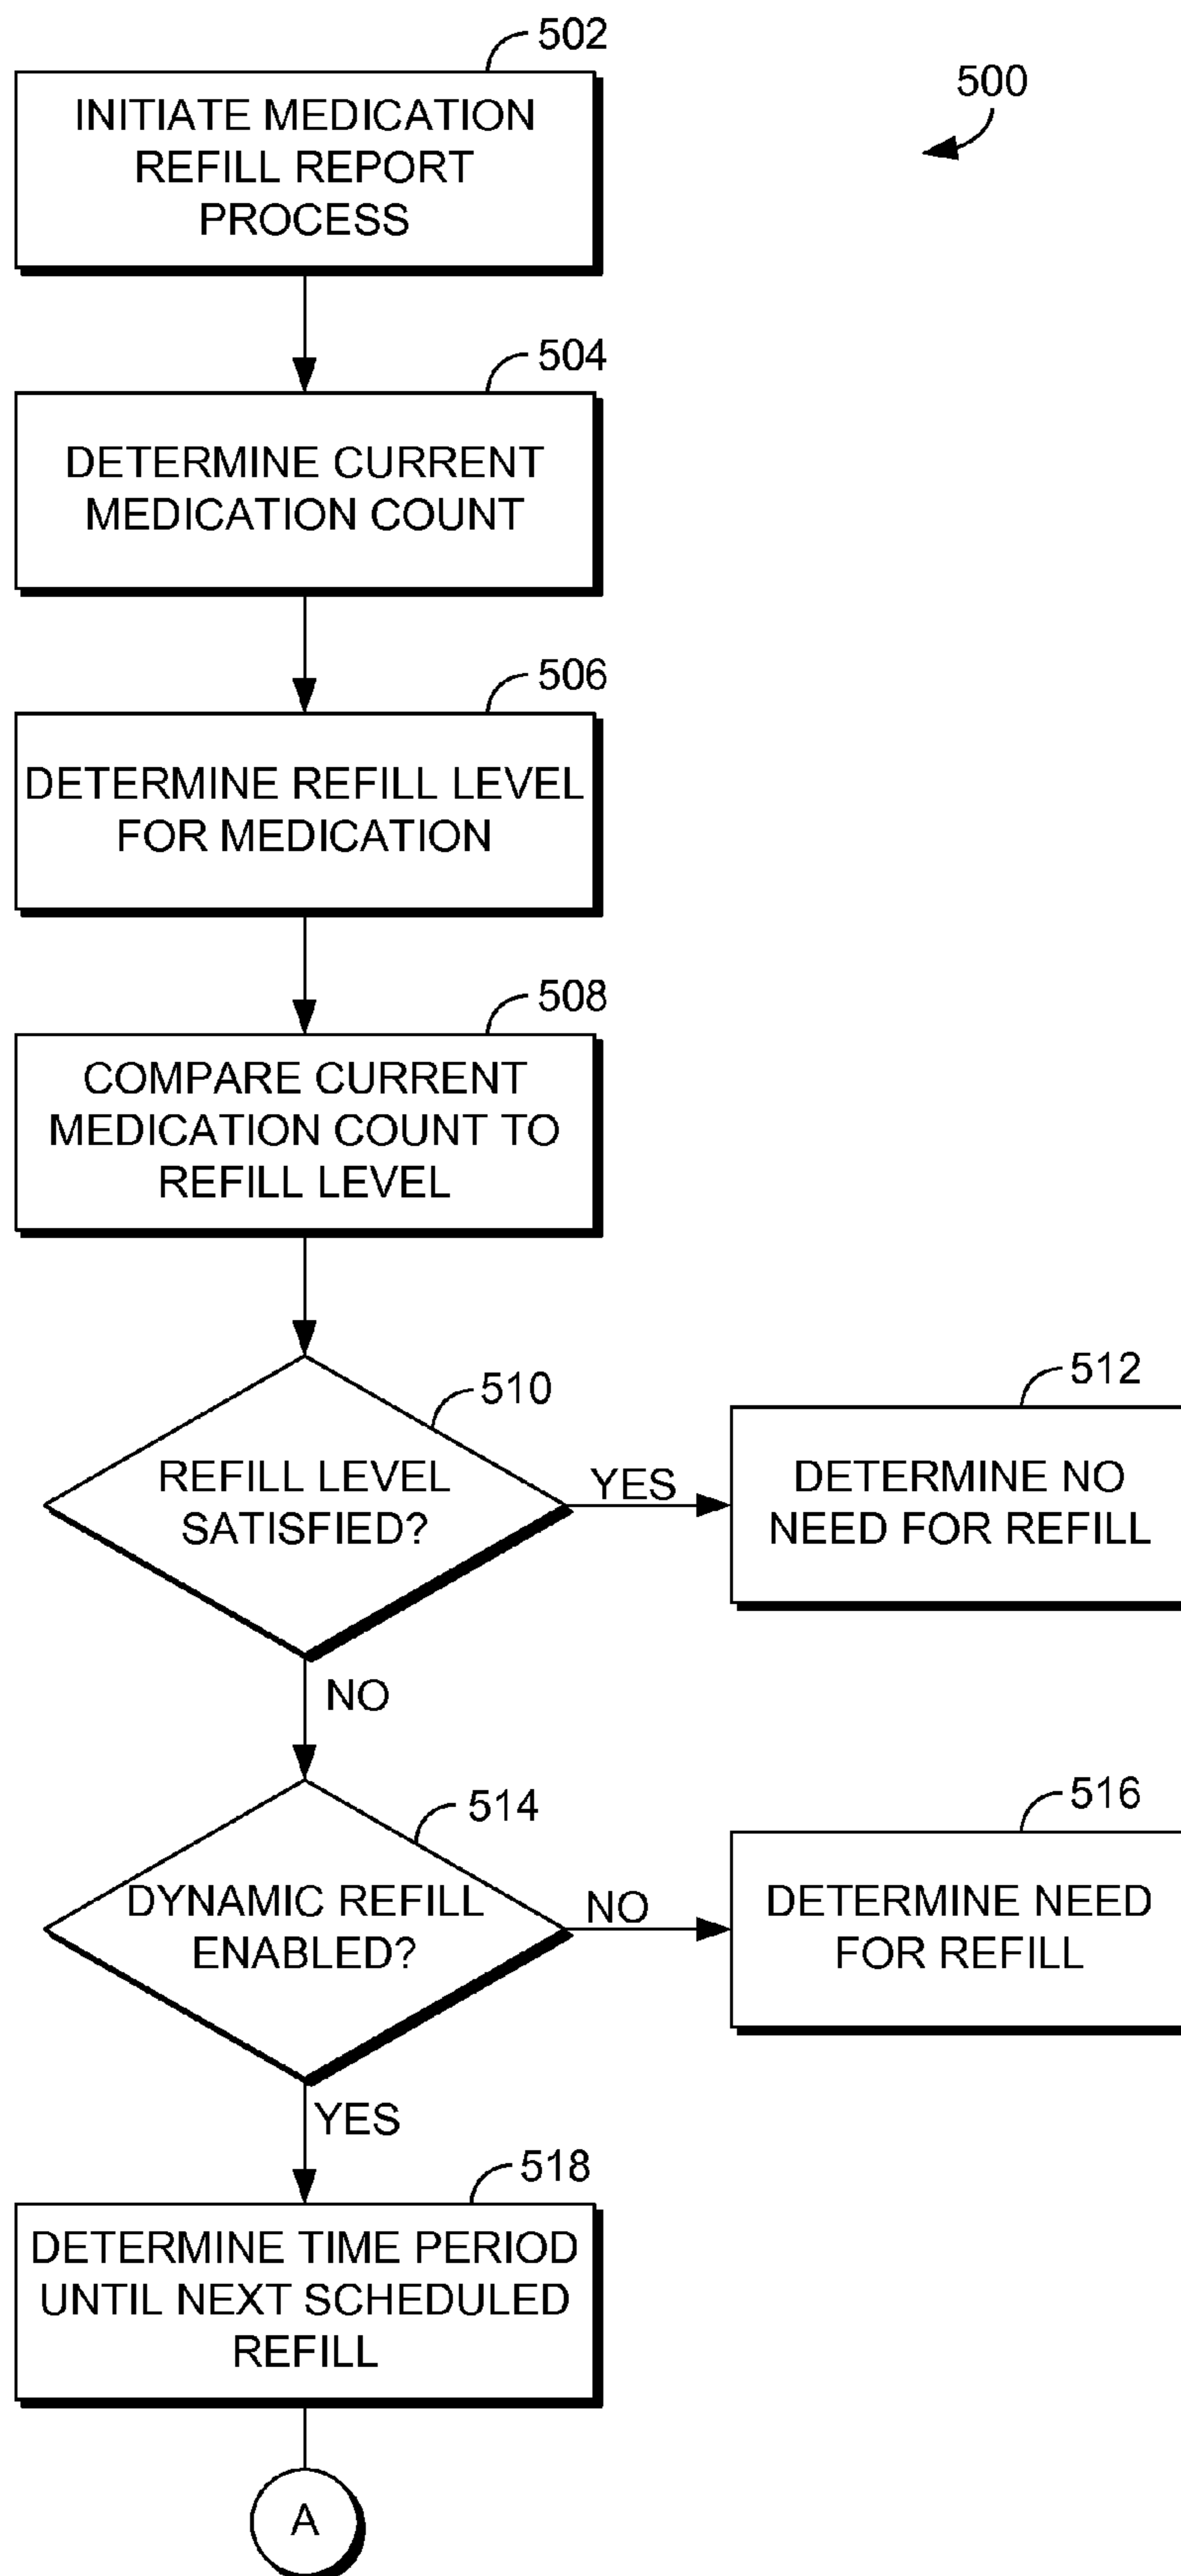 502
500
INITIATE MEDICATION
REFILL REPORT
PROCESS
504
DETERMINE CURRENT
MEDICATION COUNT
506
DETERMINE REFILL LEVEL
FOR MEDICATION
508
COMPARE CURRENT
MEDICATION COUNT TO
REFILL LEVEL
510
REFILL LEVEL
SATISFIED?
YES
512
DETERMINE NO
NEED FOR REFILL
NO
514
DYNAMIC REFILL
ENABLED?
NO
516
DETERMINE NEED
FOR REFILL
YES
518
DETERMINE TIME PERIOD
UNTIL NEXT SCHEDULED
REFILL
A